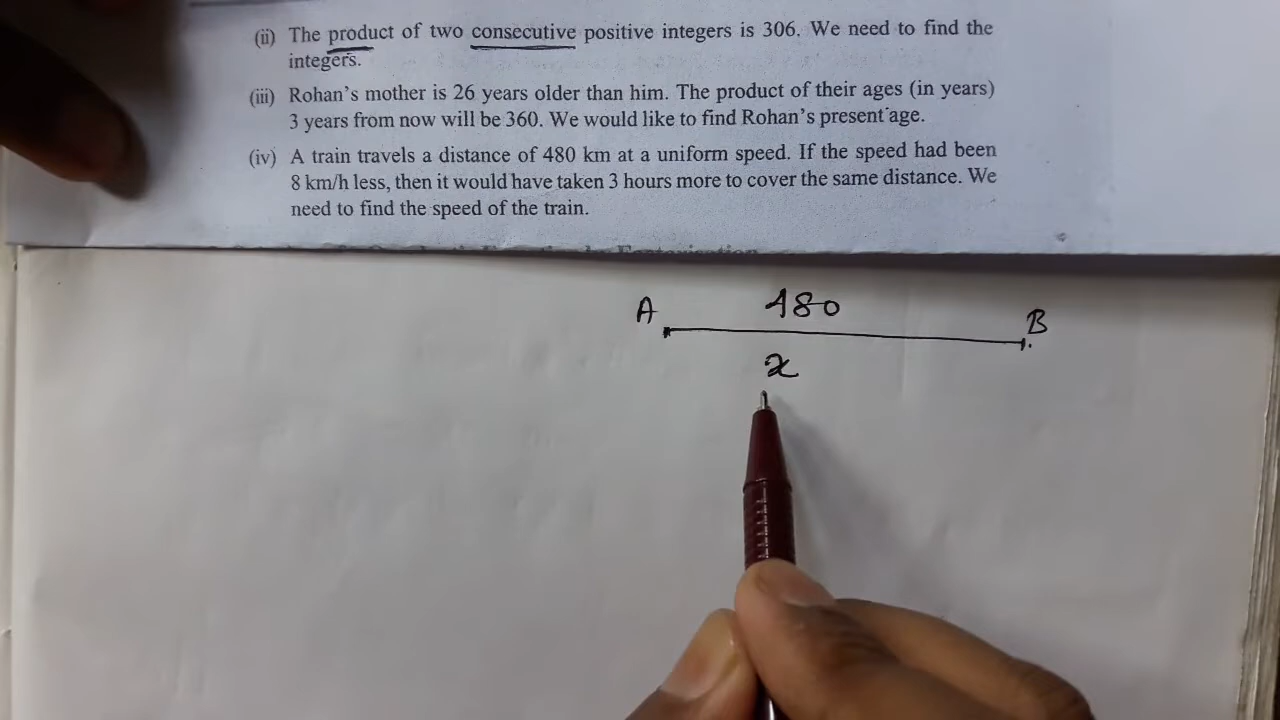 (ii) The product of two consecutive positive integers is 306. We need to find the
integers.
(iii) Rohan's mother is 26 years older than him. The product of their ages (in years)
3 years from now will be 360. We would like to find Rohan's present age.
(iv) A train travels a distance of 480 km at a uniform speed. If the speed had been
8 km/h less, then it would have taken 3 hours more to cover the same distance. We
need to find the speed of the train.
A 480 B
x